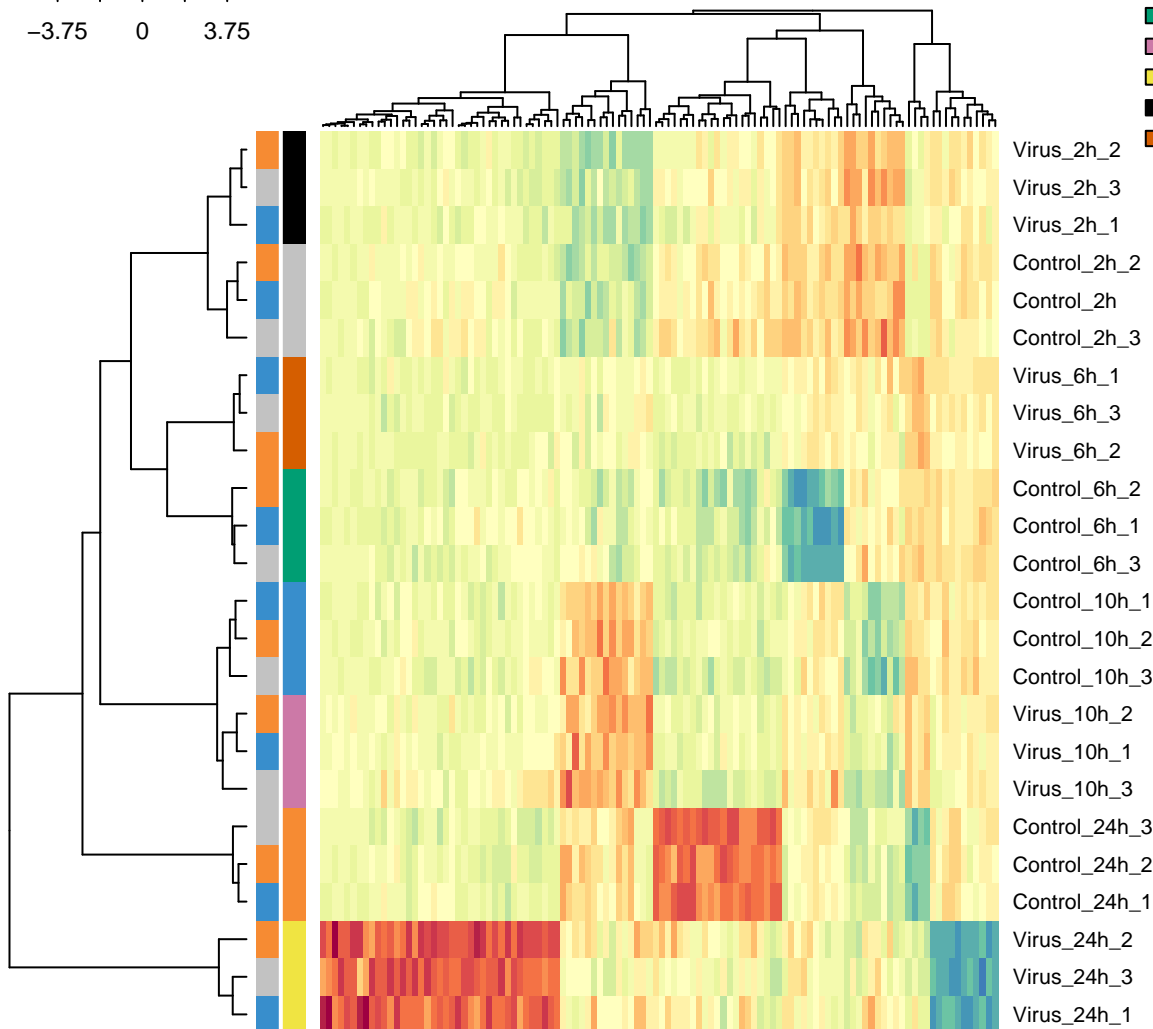 −3.75 0 3.75
Virus_2h_2
Virus_2h_3
Virus_2h_1
Control_2h_2
Control_2h
Control_2h_3
Virus_6h_1
Virus_6h_3
Virus_6h_2
Control_6h_2
Control_6h_1
Control_6h_3
Control_10h_1
Control_10h_2
Control_10h_3
Virus_10h_2
Virus_10h_1
Virus_10h_3
Control_24h_3
Control_24h_2
Control_24h_1
Virus_24h_2
Virus_24h_3
Virus_24h_1